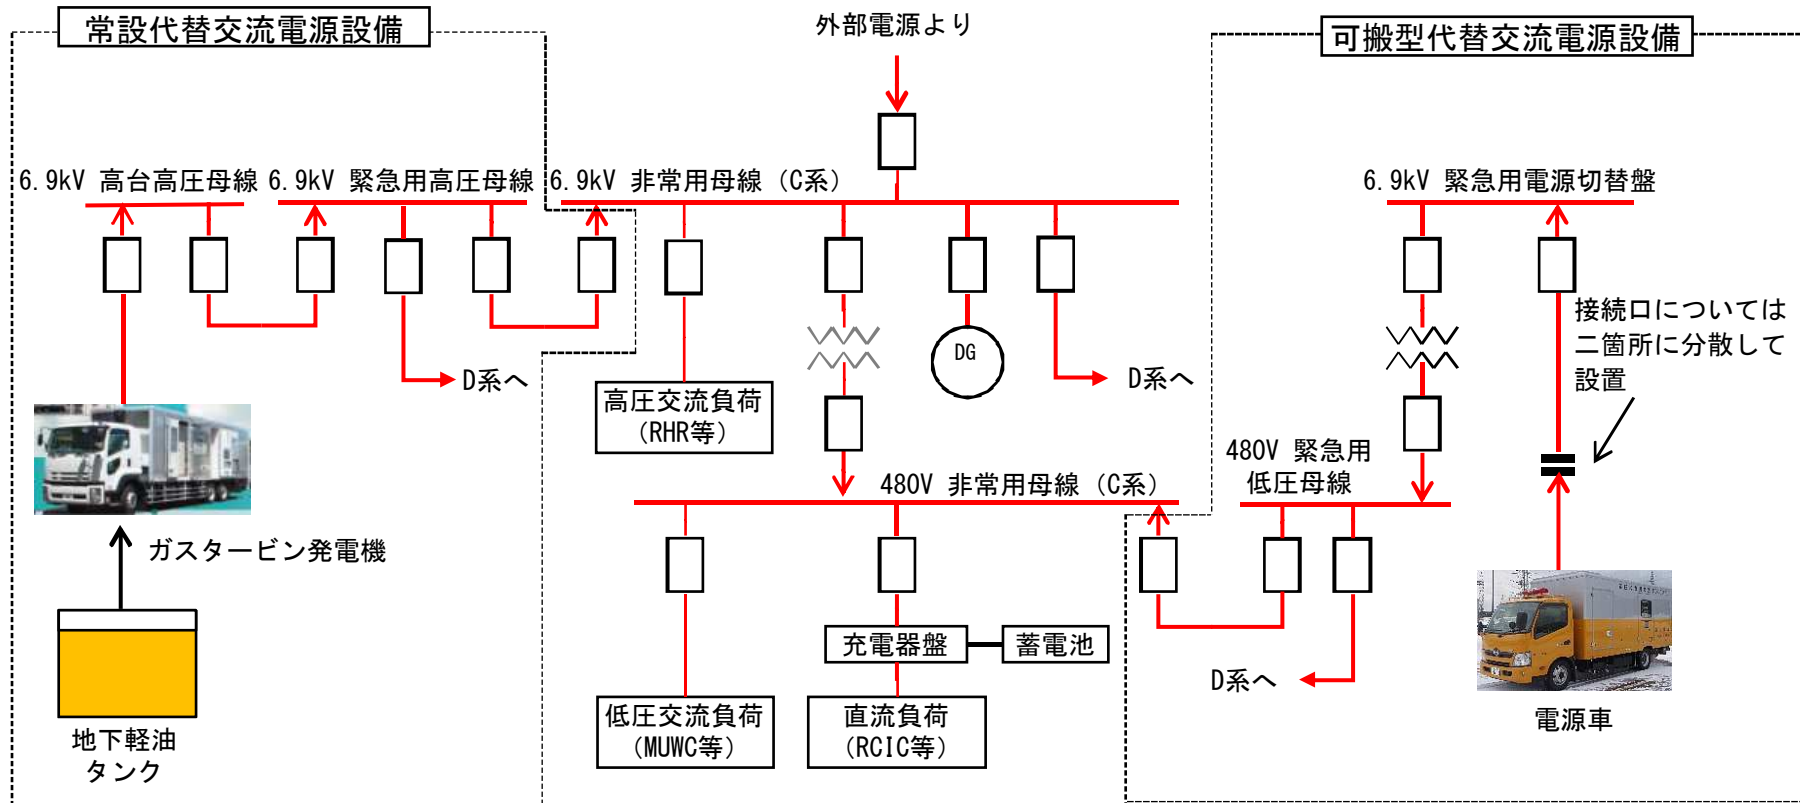 常設代替交流電源設備
外部電源より
可搬型代替交流電源設備
6.9kV 高台高圧母線
6.9kV 緊急用高圧母線
6.9kV 非常用母線（C系）
6.9kV 緊急用電源切替盤
接続口については
二箇所に分散して
設置
DG
D系へ
D系へ
高圧交流負荷
（RHR等）
480V 緊急用
低圧母線
480V 非常用母線（C系）
ガスタービン発電機
充電器盤
蓄電池
D系へ
低圧交流負荷
（MUWC等）
直流負荷
（RCIC等）
電源車
地下軽油
タンク